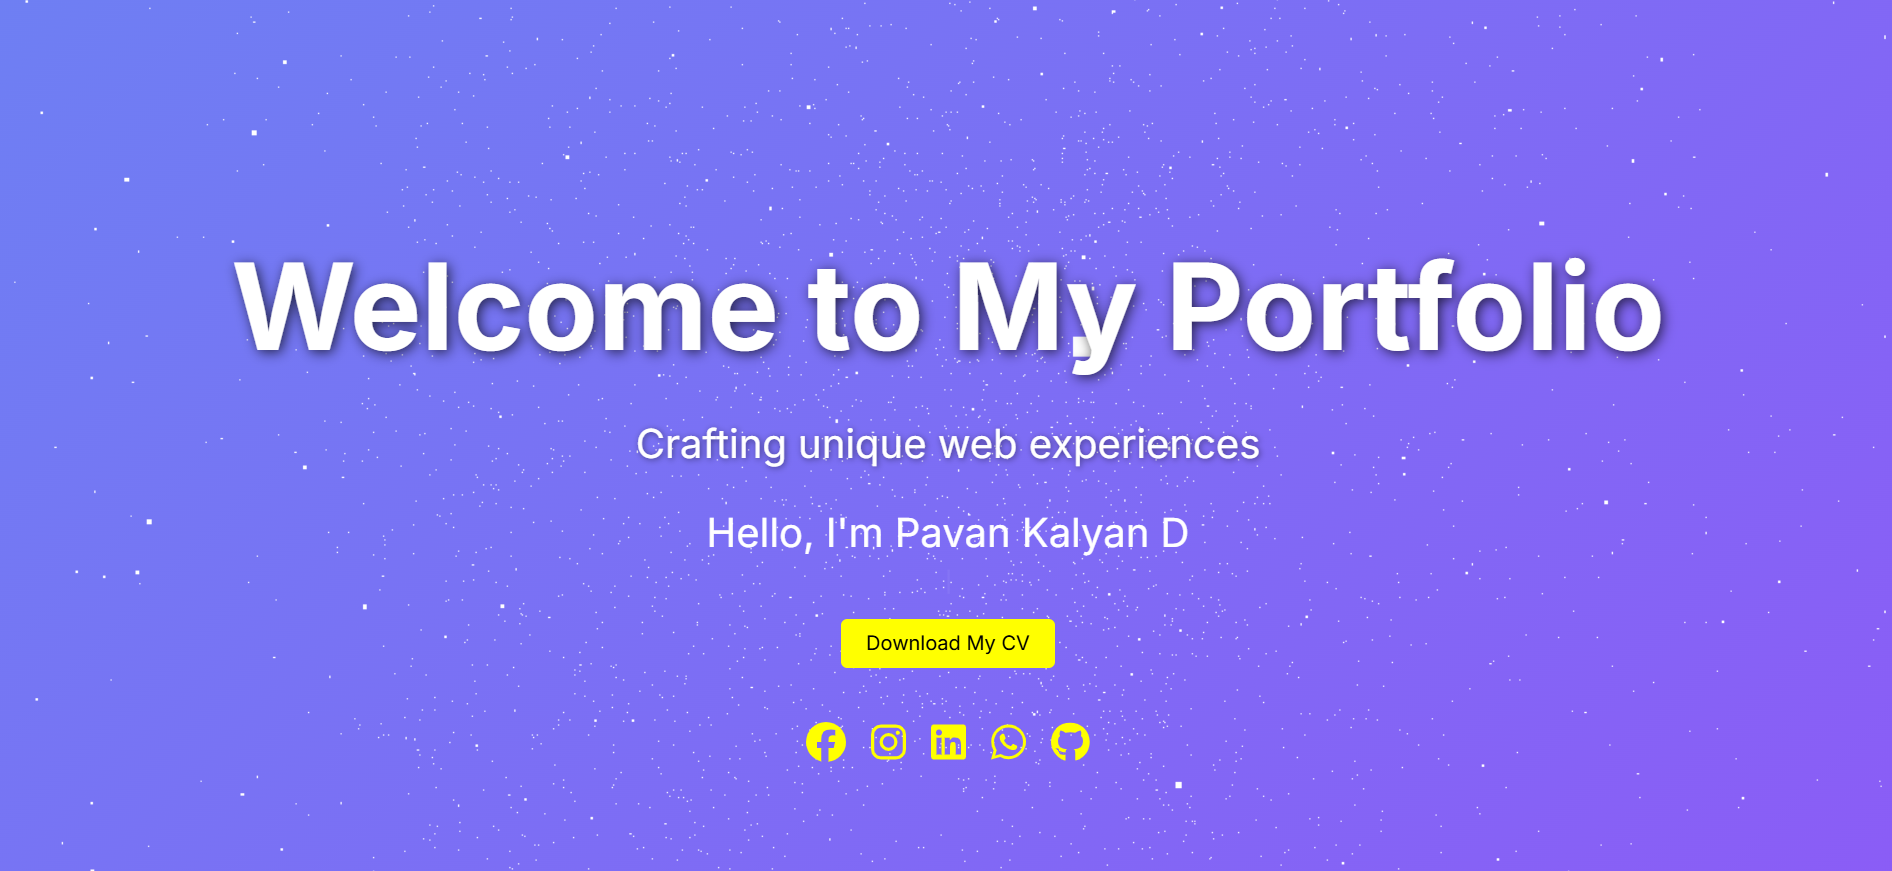 Welcome to My Portfolio
Crafting unique web experiences
Hello, I'm Pavan Kalyan D
Download My CV